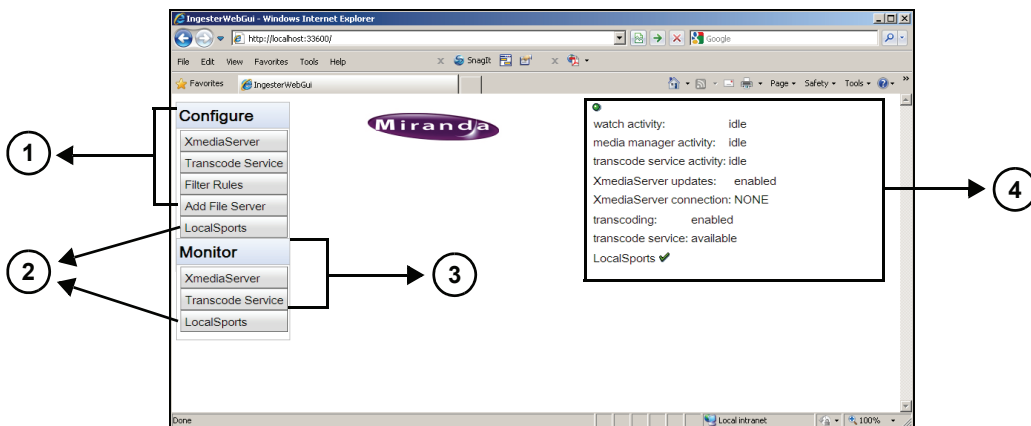 IngesterWebGui - Windows Internet Explorer
http://localhost:33600/
Google
File Edit View Favorites Tools Help
x SnagIt
x
Favorites
IngesterWebGui
Page Safety Tools
Configure
XmediaServer
Transcode Service
Filter Rules
Add File Server
LocalSports
Monitor
XmediaServer
Transcode Service
LocalSports
Miranda
watch activity: idle
media manager activity: idle
transcode service activity: idle
XmediaServer updates: enabled
XmediaServer connection: NONE
transcoding: enabled
transcode service: available
LocalSports
1
2
3
4
Done
Local intranet
100%